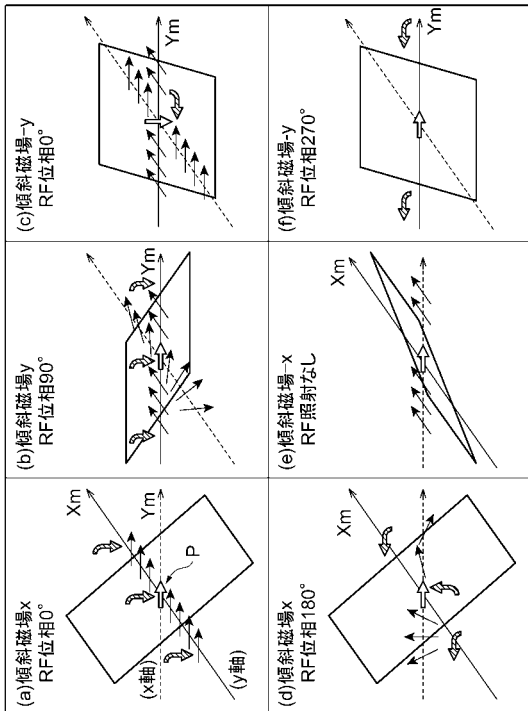 (a)傾斜磁場x
RF位相0°
Xm
Ym
P
(x軸)
(y軸)
(b)傾斜磁場y
RF位相90°
Ym
(c)傾斜磁場-y
RF位相0°
Ym
(d)傾斜磁場x
RF位相180°
Xm
(e)傾斜磁場-x
RF照射なし
Xm
(f)傾斜磁場-y
RF位相270°
Ym